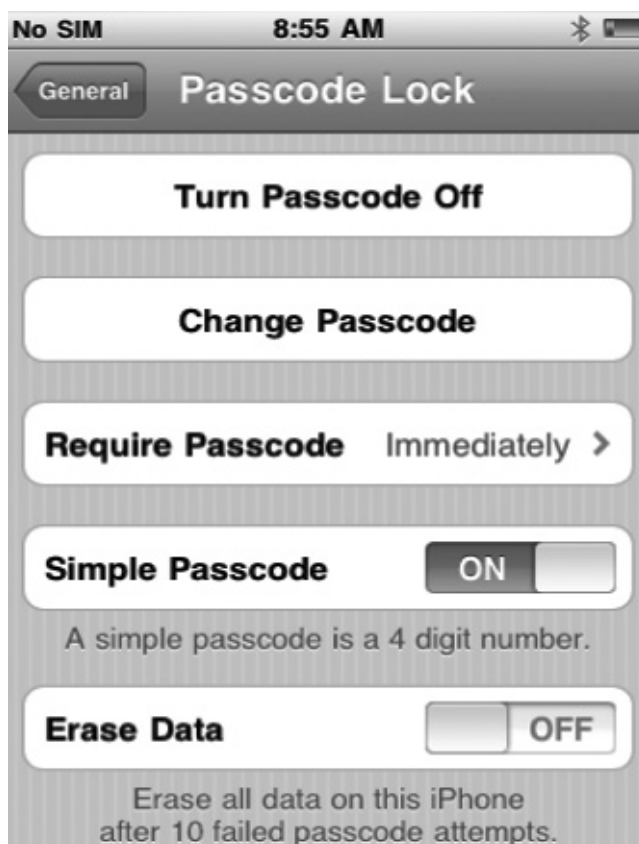 No SIM 8:55 AM
General Passcode Lock
Turn Passcode Off
Change Passcode
Require Passcode Immediately
Simple Passcode ON
A simple passcode is a 4 digit number.
Erase Data OFF
Erase all data on this iPhone
after 10 failed passcode attempts.